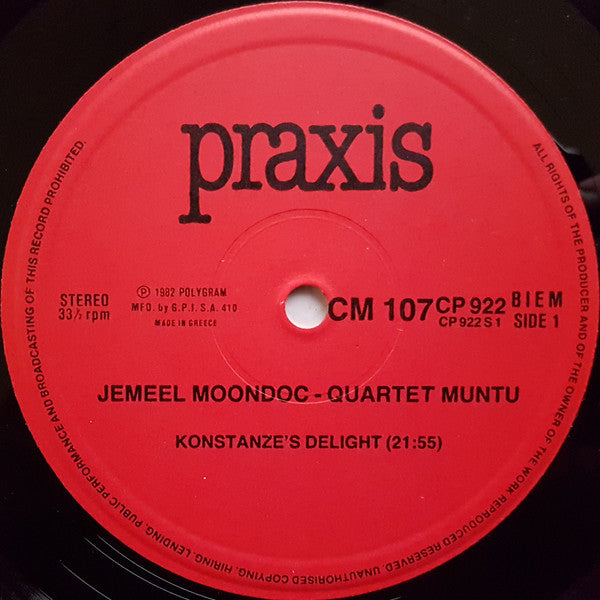 praxis
STEREO
33⅓ rpm
℗ 1982 POLYGRAM
MFD. by G.P.I. S.A. 410
MADE IN GREECE
CM 107 CP 922 BIEM
CP 922 S 1 SIDE 1
JEMEEL MOONDOC - QUARTET MUNTU
KONSTANZE'S DELIGHT (21:55)
ALL RIGHTS OF THE PRODUCER AND OF THE OWNER OF THE WORK REPRODUCED RESERVED. UNAUTHORISED COPYING, HIRING, LENDING, PUBLIC PERFORMANCE AND BROADCASTING OF THIS RECORD PROHIBITED.